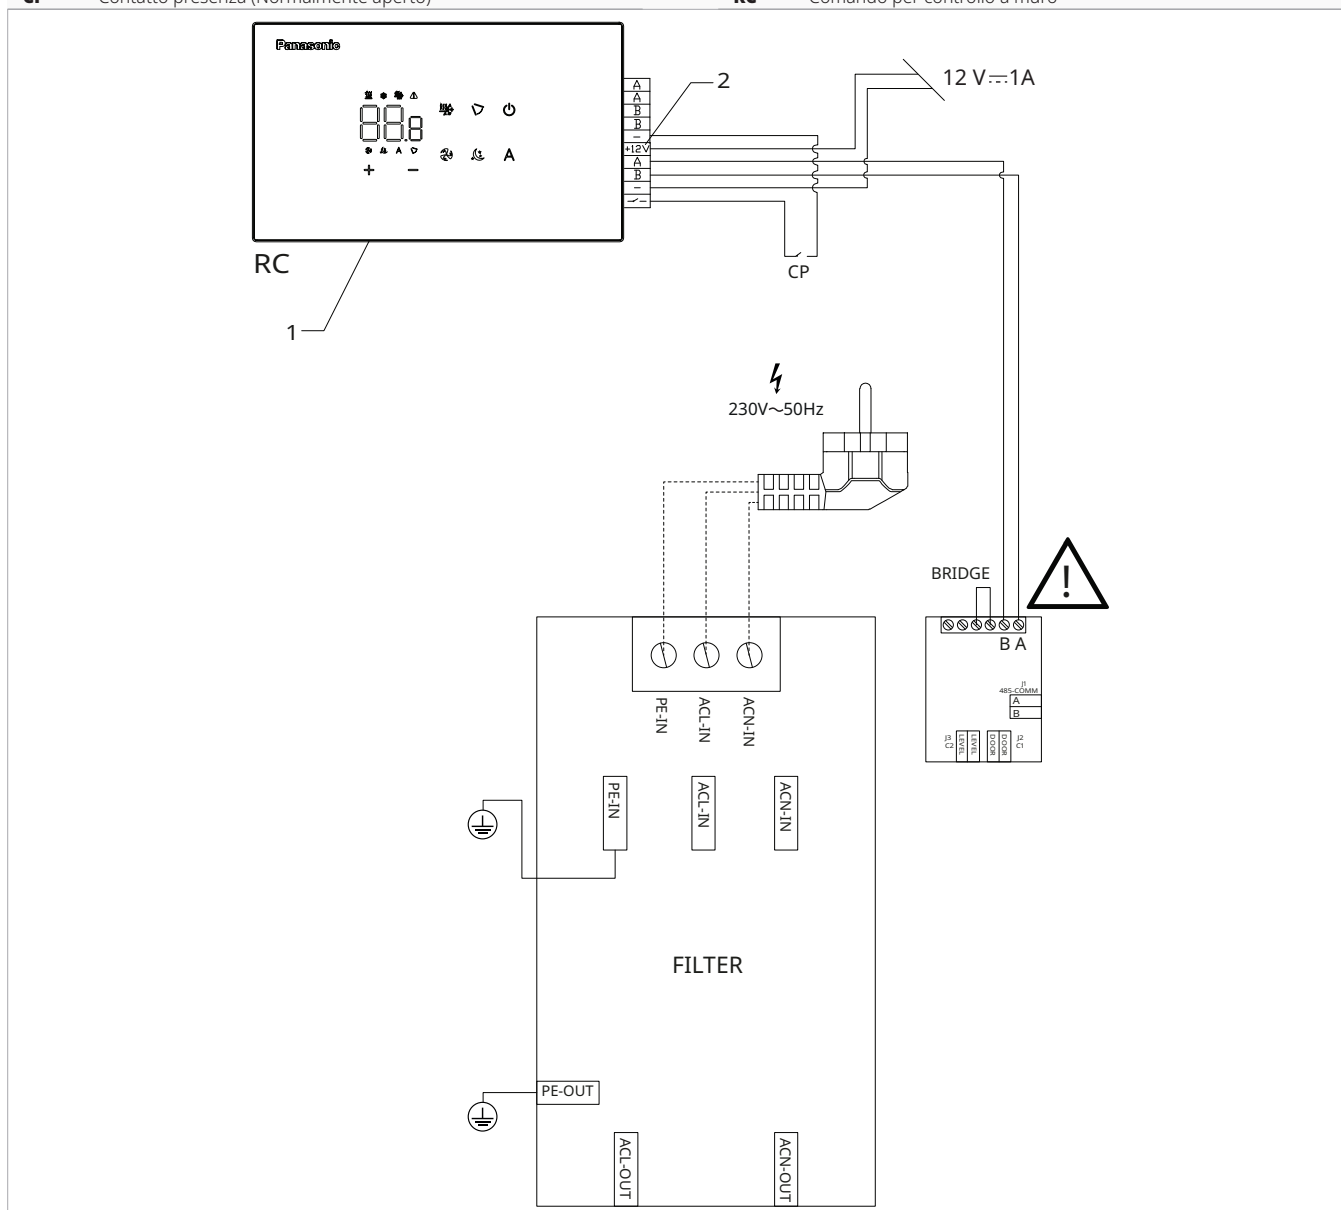 CP Contatto presenza (Normalmente aperto) RC Comando per controllo a muro
Panasonic
A
A
B
B
−
+12V
A
B
−
2
12 V 1A
88.8
A
+ −
A
RC
CP
1
230V~50Hz
BRIDGE
!
B A
J1
485-COMM
A
B
J3
C2
LEVEL
LEVEL
DOOR
DOOR
J2
C1
PE-IN
ACL-IN
ACN-IN
PE-IN
ACL-IN
ACN-IN
FILTER
PE-OUT
ACL-OUT
ACN-OUT